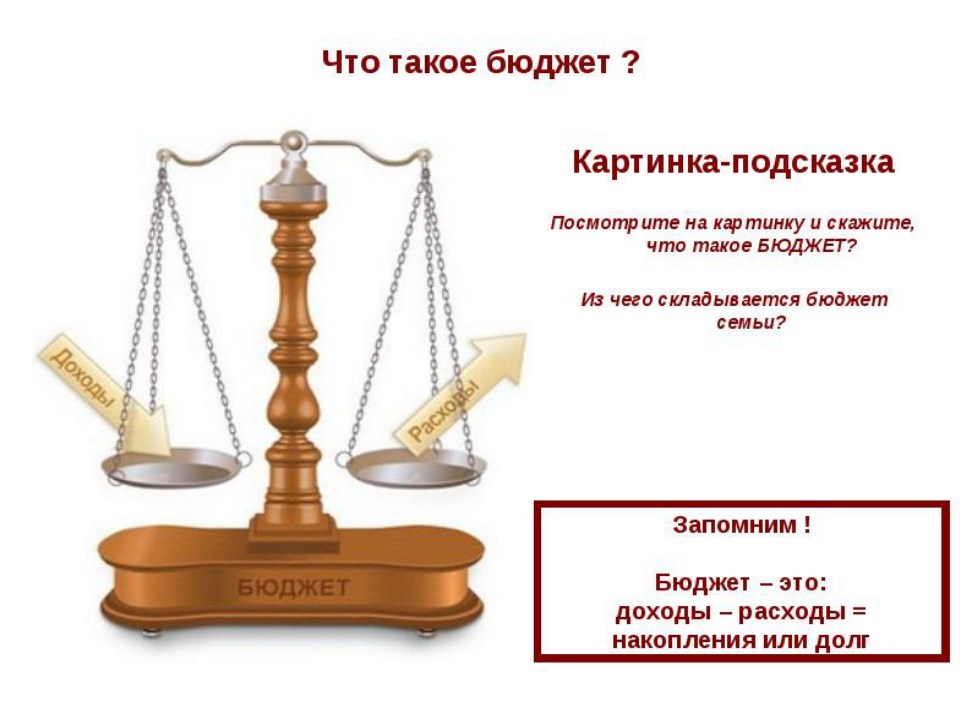 Что такое бюджет ?
Картинка-подсказка
Посмотрите на картинку и скажите,
что такое БЮДЖЕТ?
Из чего складывается бюджет
семьи?
Доходы
Расходы
БЮДЖЕТ
Запомним !
Бюджет – это:
доходы – расходы =
накопления или долг